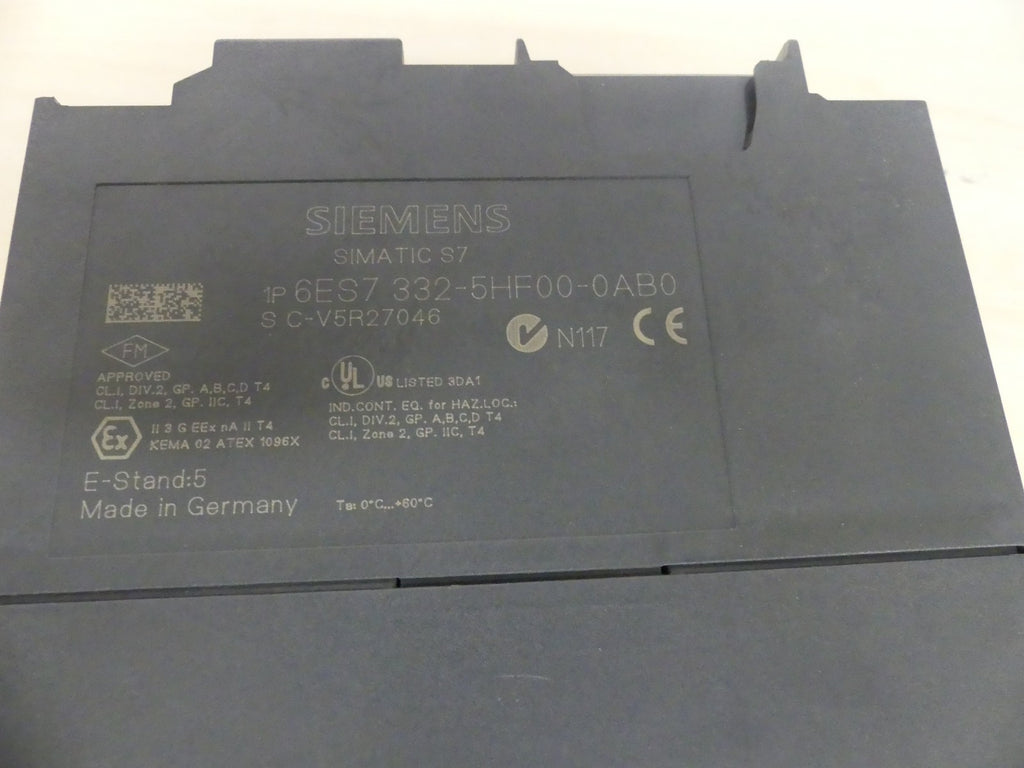 SIEMENS
SIMATIC S7
1P 6ES7 332-5HF00-0AB0
S C-V5R27046
N117 CE
FM
APPROVED
CL.I, DIV.2, GP. A,B,C,D T4
CL.I, Zone 2, GP. IIC, T4
C UL US LISTED 3DA1
IND.CONT. EQ. for HAZ.LOC.:
CL.I, DIV.2, GP. A,B,C,D T4
CL.I, Zone 2, GP. IIC, T4
Ex II 3 G EEx nA II T4
KEMA 02 ATEX 1096X
E-Stand:5
Made in Germany
Ta: 0°C...+60°C